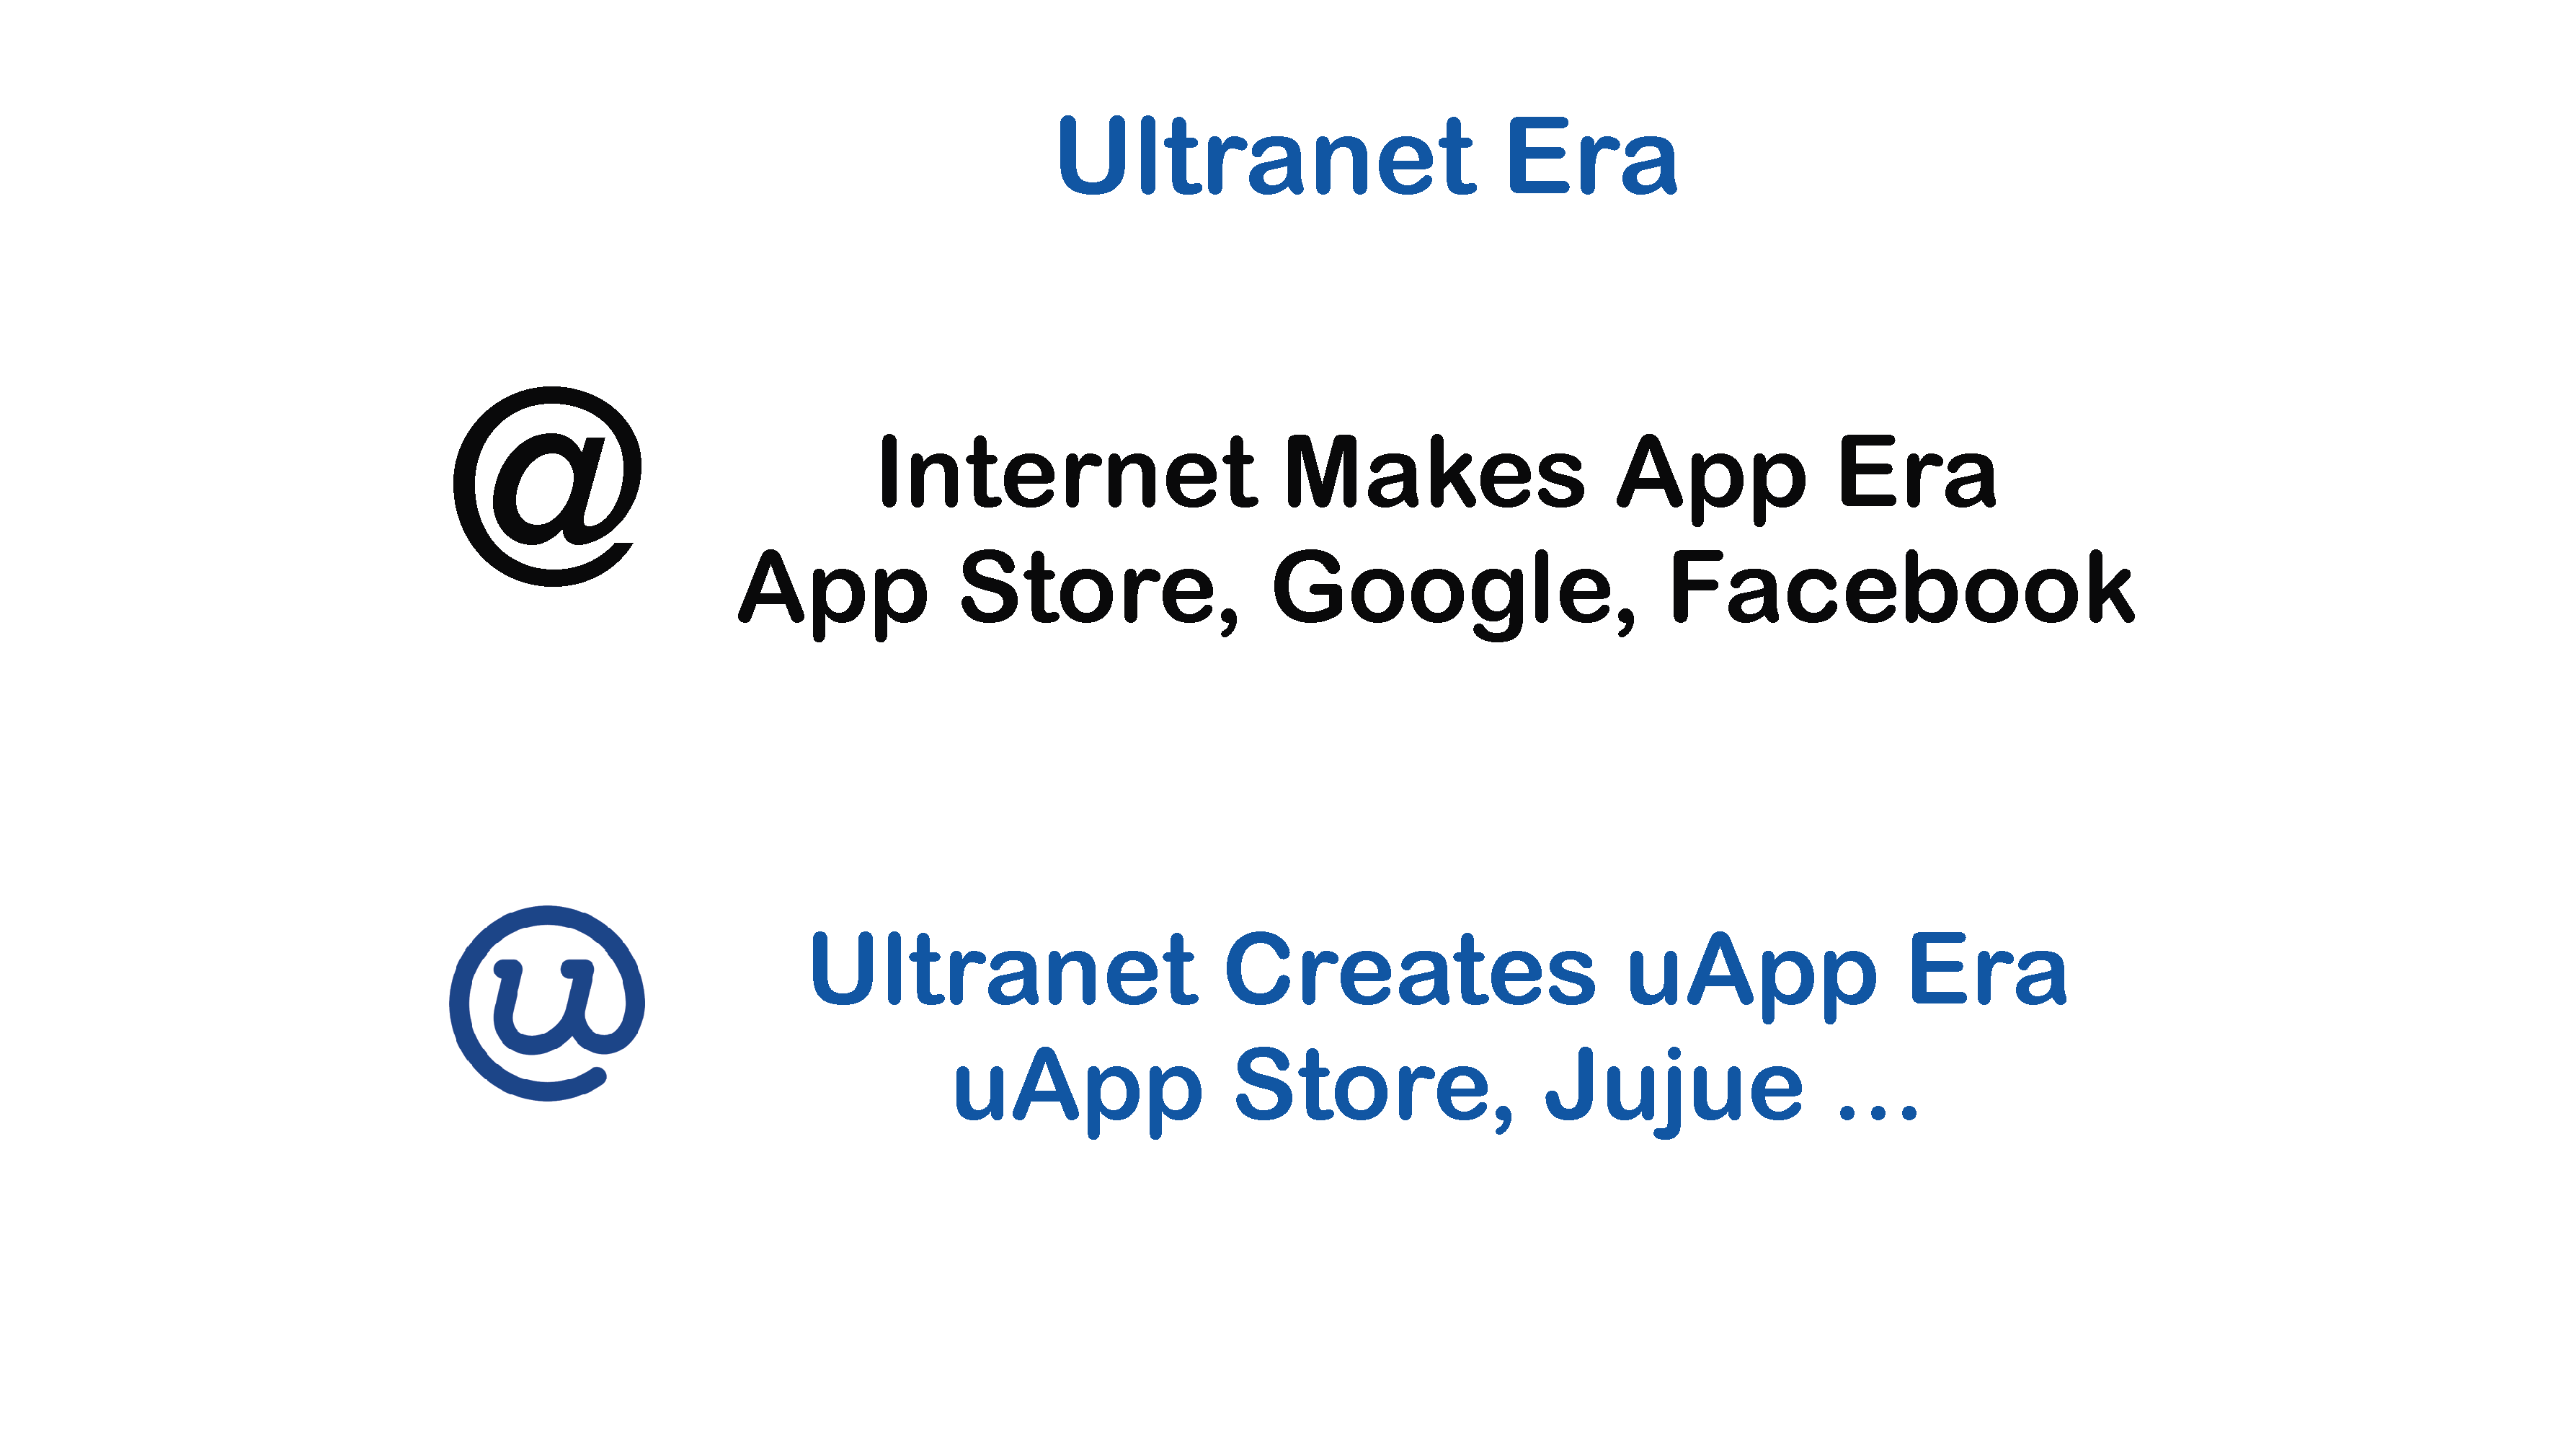 Ultranet Era
@
Internet Makes App Era
App Store, Google, Facebook
u
Ultranet Creates uApp Era
uApp Store, Jujue ...